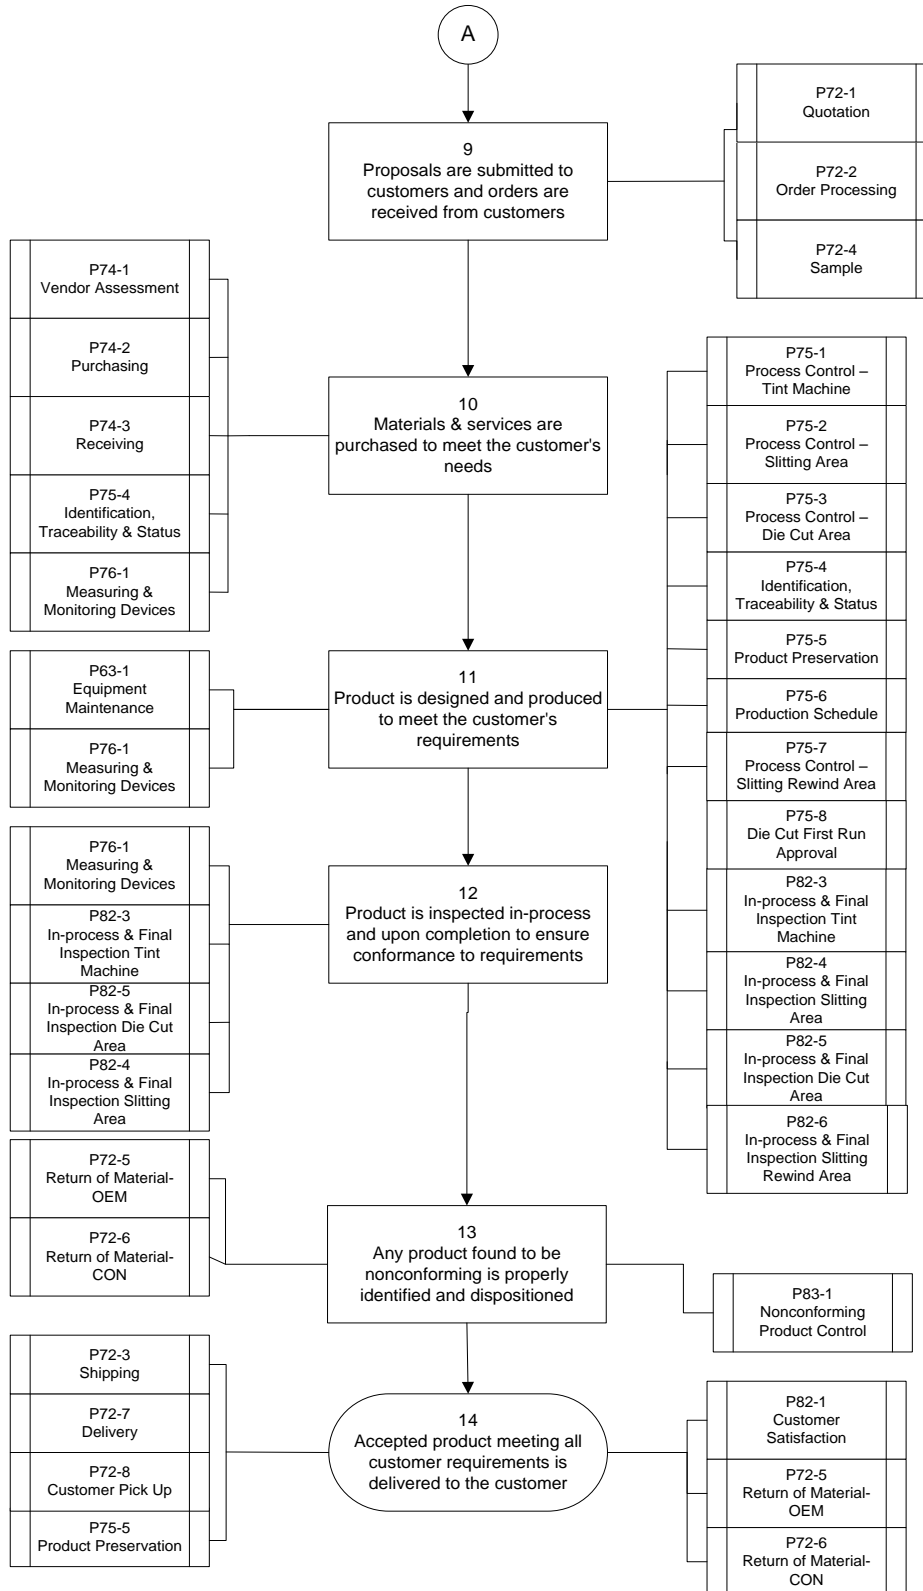 A
9
Proposals are submitted to
customers and orders are
received from customers
P72-1
Quotation
P72-2
Order Processing
P72-4
Sample
P74-1
Vendor Assessment
P74-2
Purchasing
P74-3
Receiving
P75-4
Identification,
Traceability & Status
P76-1
Measuring &
Monitoring Devices
10
Materials & services are
purchased to meet the customer's
needs
P75-1
Process Control –
Tint Machine
P75-2
Process Control –
Slitting Area
P75-3
Process Control –
Die Cut Area
P75-4
Identification,
Traceability & Status
P75-5
Product Preservation
P75-6
Production Schedule
P75-7
Process Control –
Slitting Rewind Area
P75-8
Die Cut First Run
Approval
P82-3
In-process & Final
Inspection Tint
Machine
P82-4
In-process & Final
Inspection Slitting
Area
P82-5
In-process & Final
Inspection Die Cut
Area
P82-6
In-process & Final
Inspection Slitting
Rewind Area
P63-1
Equipment
Maintenance
P76-1
Measuring &
Monitoring Devices
11
Product is designed and produced
to meet the customer's
requirements
P76-1
Measuring &
Monitoring Devices
P82-3
In-process & Final
Inspection Tint
Machine
P82-5
In-process & Final
Inspection Die Cut
Area
P82-4
In-process & Final
Inspection Slitting
Area
12
Product is inspected in-process
and upon completion to ensure
conformance to requirements
P72-5
Return of Material-
OEM
P72-6
Return of Material-
CON
13
Any product found to be
nonconforming is properly
identified and dispositioned
P83-1
Nonconforming
Product Control
P72-3
Shipping
P72-7
Delivery
P72-8
Customer Pick Up
P75-5
Product Preservation
14
Accepted product meeting all
customer requirements is
delivered to the customer
P82-1
Customer
Satisfaction
P72-5
Return of Material-
OEM
P72-6
Return of Material-
CON